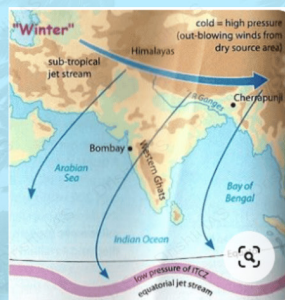 "Winter"
cold = high pressure
(out-blowing winds from
dry source area)
Himalayas
sub-tropical
jet stream
R Ganges
Cherrapunji
Bombay
Western Ghats
Arabian
Sea
Bay of
Bengal
Indian Ocean
low pressure of ITCZ
equatorial jet stream